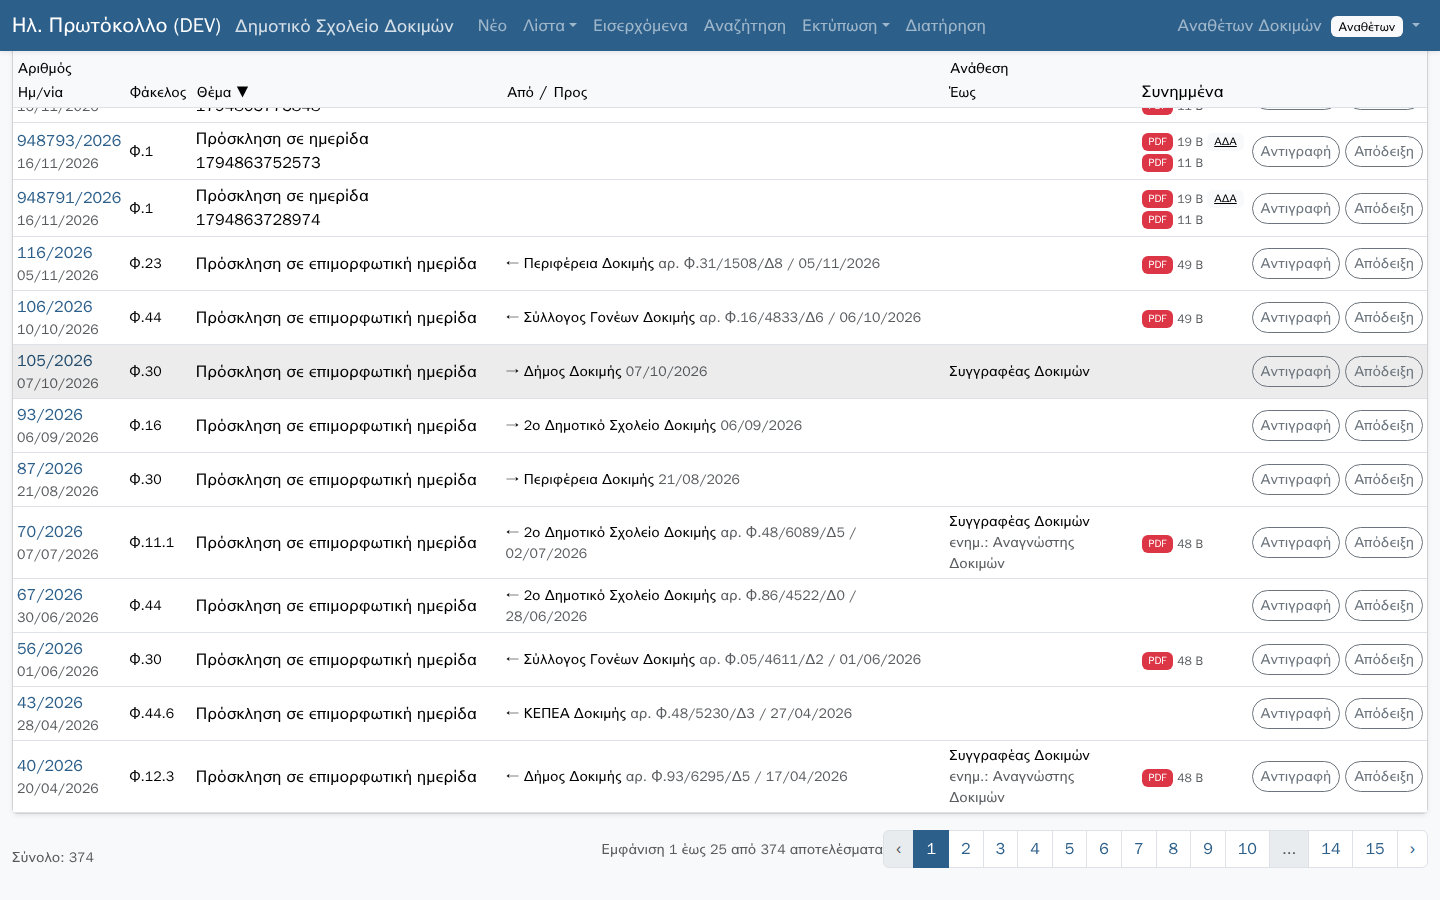 Ηλ. Πρωτόκολλο (DEV) Δημοτικό Σχολείο Δοκιμών Νέο Λίστα Εισερχόμενα Αναζήτηση Εκτύπωση Διατήρηση Αναθέτων Δοκιμών Αναθέτων
Αριθμός Ανάθεση
Ημ/νία Φάκελος Θέμα ▼ Από / Προς Έως Συνημμένα
948793/2026 Φ.1 Πρόσκληση σε ημερίδα PDF 19 B ΑΔΑ Αντιγραφή Απόδειξη
16/11/2026 1794863752573 PDF 11 B
948791/2026 Φ.1 Πρόσκληση σε ημερίδα PDF 19 B ΑΔΑ Αντιγραφή Απόδειξη
16/11/2026 1794863728974 PDF 11 B
116/2026 Φ.23 Πρόσκληση σε επιμορφωτική ημερίδα ← Περιφέρεια Δοκιμής αρ. Φ.31/1508/Δ8 / 05/11/2026 PDF 49 B Αντιγραφή Απόδειξη
05/11/2026
106/2026 Φ.44 Πρόσκληση σε επιμορφωτική ημερίδα ← Σύλλογος Γονέων Δοκιμής αρ. Φ.16/4833/Δ6 / 06/10/2026 PDF 49 B Αντιγραφή Απόδειξη
10/10/2026
105/2026 Φ.30 Πρόσκληση σε επιμορφωτική ημερίδα → Δήμος Δοκιμής 07/10/2026 Συγγραφέας Δοκιμών Αντιγραφή Απόδειξη
07/10/2026
93/2026 Φ.16 Πρόσκληση σε επιμορφωτική ημερίδα → 2ο Δημοτικό Σχολείο Δοκιμής 06/09/2026 Αντιγραφή Απόδειξη
06/09/2026
87/2026 Φ.30 Πρόσκληση σε επιμορφωτική ημερίδα → Περιφέρεια Δοκιμής 21/08/2026 Αντιγραφή Απόδειξη
21/08/2026
70/2026 Φ.11.1 Πρόσκληση σε επιμορφωτική ημερίδα ← 2ο Δημοτικό Σχολείο Δοκιμής αρ. Φ.48/6089/Δ5 / Συγγραφέας Δοκιμών PDF 48 B Αντιγραφή Απόδειξη
07/07/2026 02/07/2026 ενημ.: Αναγνώστης
Δοκιμών
67/2026 Φ.44 Πρόσκληση σε επιμορφωτική ημερίδα ← 2ο Δημοτικό Σχολείο Δοκιμής αρ. Φ.86/4522/Δ0 / Αντιγραφή Απόδειξη
30/06/2026 28/06/2026
56/2026 Φ.30 Πρόσκληση σε επιμορφωτική ημερίδα ← Σύλλογος Γονέων Δοκιμής αρ. Φ.05/4611/Δ2 / 01/06/2026 PDF 48 B Αντιγραφή Απόδειξη
01/06/2026
43/2026 Φ.44.6 Πρόσκληση σε επιμορφωτική ημερίδα ← ΚΕΠΕΑ Δοκιμής αρ. Φ.48/5230/Δ3 / 27/04/2026 Αντιγραφή Απόδειξη
28/04/2026
40/2026 Φ.12.3 Πρόσκληση σε επιμορφωτική ημερίδα ← Δήμος Δοκιμής αρ. Φ.93/6295/Δ5 / 17/04/2026 Συγγραφέας Δοκιμών PDF 48 B Αντιγραφή Απόδειξη
20/04/2026 ενημ.: Αναγνώστης
Δοκιμών
Σύνολο: 374 Εμφάνιση 1 έως 25 από 374 αποτελέσματα ‹ 1 2 3 4 5 6 7 8 9 10 ... 14 15 ›